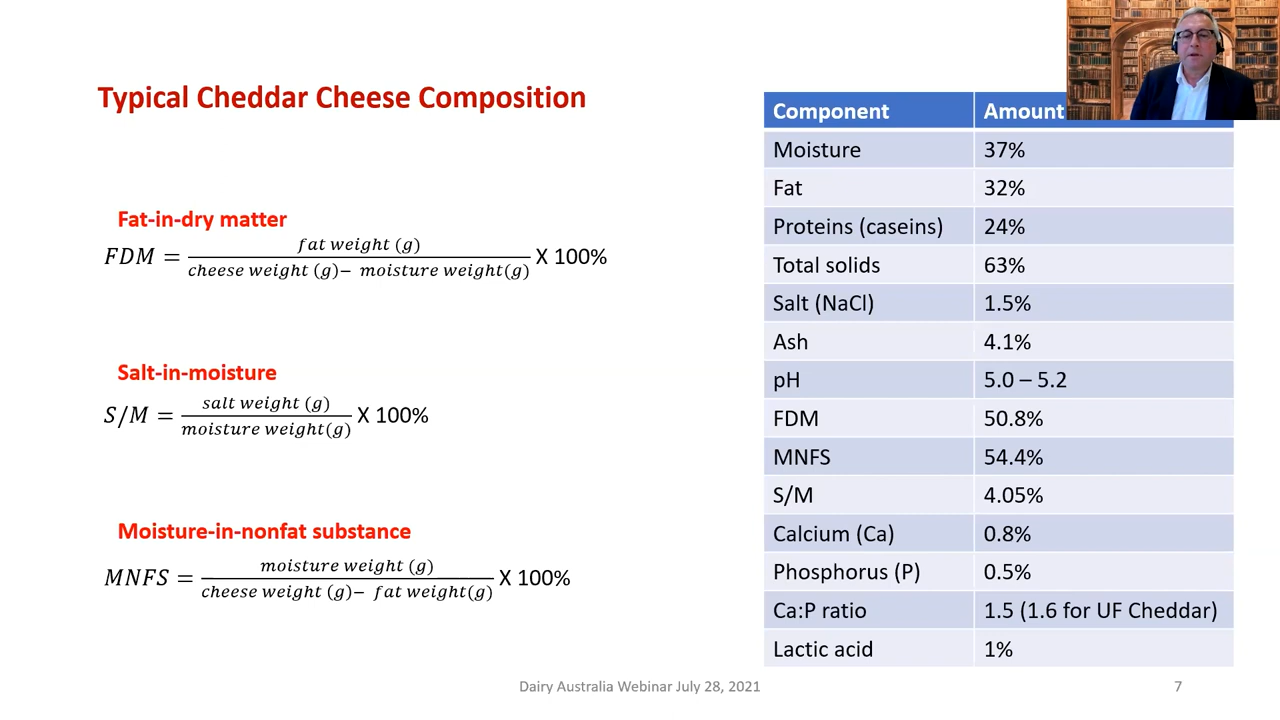 Typical Cheddar Cheese Composition
Fat-in-dry matter
FDM = fat weight (g) / cheese weight (g)− moisture weight(g) X 100%
Salt-in-moisture
S/M = salt weight (g) / moisture weight(g) X 100%
Moisture-in-nonfat substance
MNFS = moisture weight (g) / cheese weight (g)− fat weight(g) X 100%
Component Amount
Moisture 37%
Fat 32%
Proteins (caseins) 24%
Total solids 63%
Salt (NaCl) 1.5%
Ash 4.1%
pH 5.0 – 5.2
FDM 50.8%
MNFS 54.4%
S/M 4.05%
Calcium (Ca) 0.8%
Phosphorus (P) 0.5%
Ca:P ratio 1.5 (1.6 for UF Cheddar)
Lactic acid 1%
Dairy Australia Webinar July 28, 2021 7